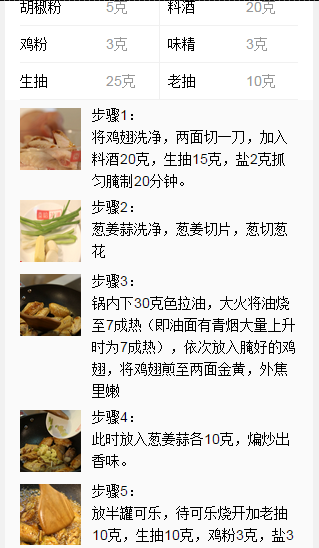 胡椒粉 5克 料酒 20克
鸡粉 3克 味精 3克
生抽 25克 老抽 10克
步骤1：
将鸡翅洗净，两面切一刀，加入
料酒20克，生抽15克，盐2克抓
匀腌制20分钟。
步骤2：
葱姜蒜洗净，葱姜切片，葱切葱
花
步骤3：
锅内下30克色拉油，大火将油烧
至7成热（即油面有青烟大量上升
时为7成热），依次放入腌好的鸡
翅，将鸡翅煎至两面金黄，外焦
里嫩
步骤4：
此时放入葱姜蒜各10克，煸炒出
香味。
步骤5：
放半罐可乐，待可乐烧开加老抽
10克，生抽10克，鸡粉3克，盐3